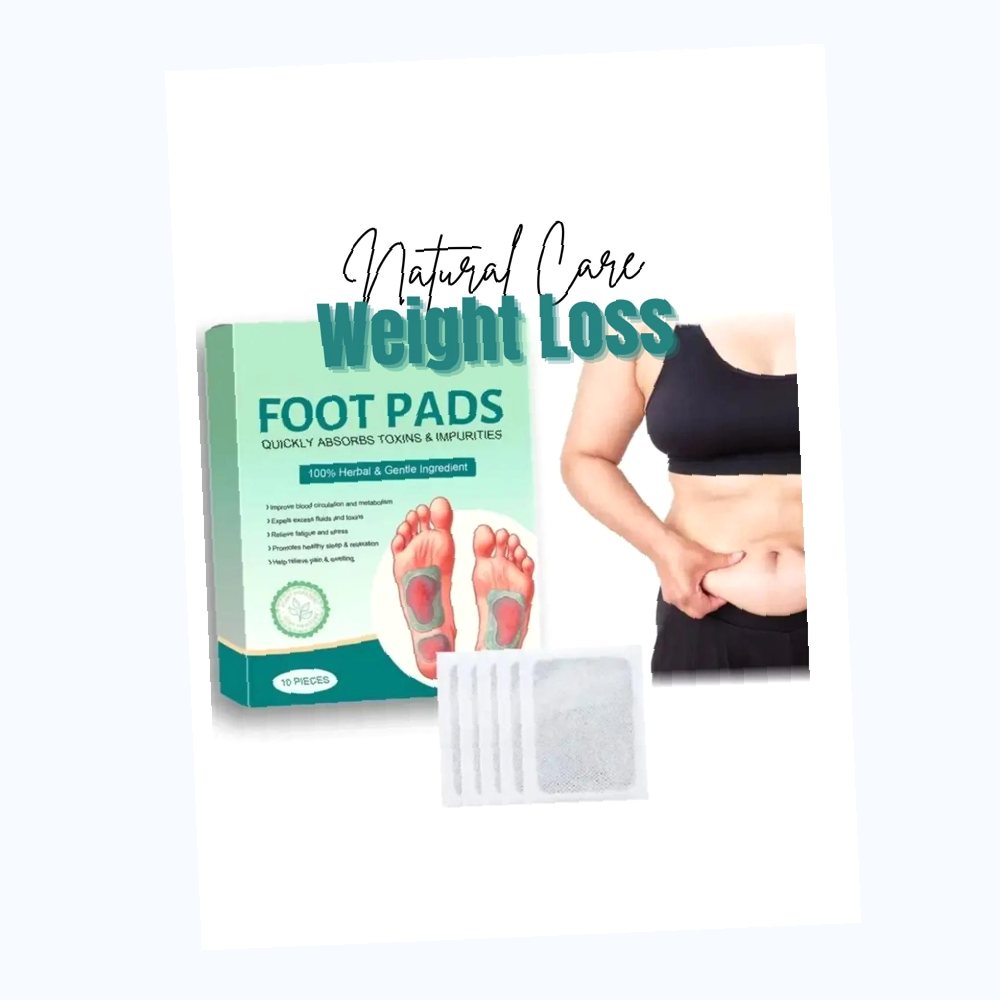 Natural Care
Weight Loss
FOOT PADS
QUICKLY ABSORBS TOXINS & IMPURITIES
100% Herbal & Gentle Ingredient
Improve blood circulation and metabolism
Expels excess fluids and toxins
Relieve fatigue and stress
Promotes healthy sleep & relaxation
Help relieve pain & swelling
10 PIECES